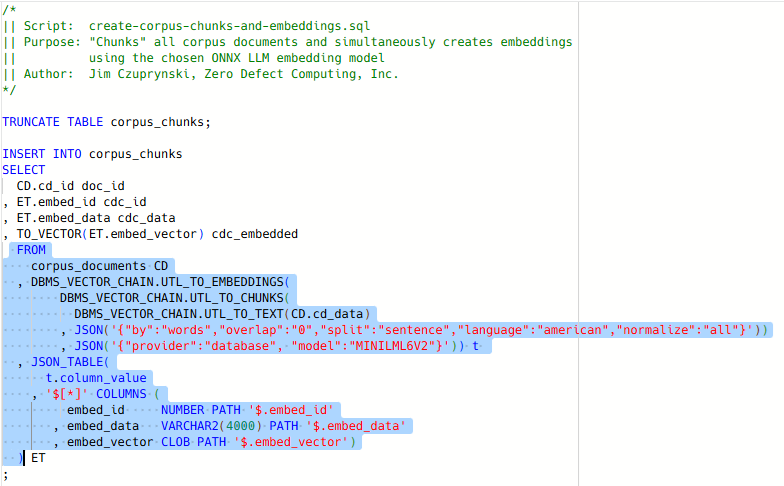 /*
|| Script:  create-corpus-chunks-and-embeddings.sql
|| Purpose: "Chunks" all corpus documents and simultaneously creates embeddings
||          using the chosen ONNX LLM embedding model
|| Author:  Jim Czuprynski, Zero Defect Computing, Inc.
*/

TRUNCATE TABLE corpus_chunks;

INSERT INTO corpus_chunks
SELECT
  CD.cd_id doc_id
, ET.embed_id cdc_id
, ET.embed_data cdc_data
, TO_VECTOR(ET.embed_vector) cdc_embedded
  FROM
    corpus_documents CD
  , DBMS_VECTOR_CHAIN.UTL_TO_EMBEDDINGS(
        DBMS_VECTOR_CHAIN.UTL_TO_CHUNKS(
          DBMS_VECTOR_CHAIN.UTL_TO_TEXT(CD.cd_data)
        , JSON('{"by":"words","overlap":"0","split":"sentence","language":"american","normalize":"all"}'))
        , JSON('{"provider":"database", "model":"MINILML6V2"}')) t
  , JSON_TABLE(
      t.column_value
    , '$[*]' COLUMNS (
         embed_id     NUMBER PATH '$.embed_id'
       , embed_data   VARCHAR2(4000) PATH '$.embed_data'
       , embed_vector CLOB PATH '$.embed_vector')
  ) ET
;